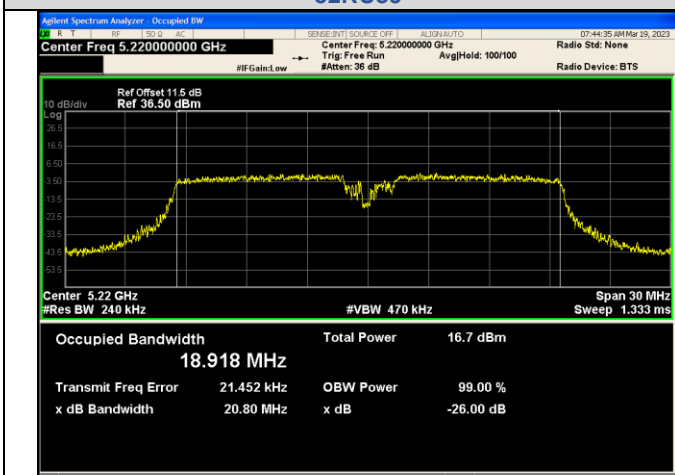 Agilent Spectrum Analyzer - Occupied BW
R T RF 50 Ω AC SENSE:INT SOURCE OFF ALIGN AUTO 07:44:35 AM Mar 19, 2023
Center Freq 5.220000000 GHz Center Freq: 5.220000000 GHz Radio Std: None
Trig: Free Run Avg|Hold: 100/100
#IFGain:Low #Atten: 36 dB Radio Device: BTS
Ref Offset 11.5 dB
10 dB/div Ref 36.50 dBm
Log
26.5
16.5
6.50
-3.50
-13.5
-23.5
-33.5
-43.5
-53.5
Center 5.22 GHz Span 30 MHz
#Res BW 240 kHz #VBW 470 kHz Sweep 1.333 ms
Occupied Bandwidth Total Power 16.7 dBm
18.918 MHz
Transmit Freq Error 21.452 kHz OBW Power 99.00 %
x dB Bandwidth 20.80 MHz x dB -26.00 dB